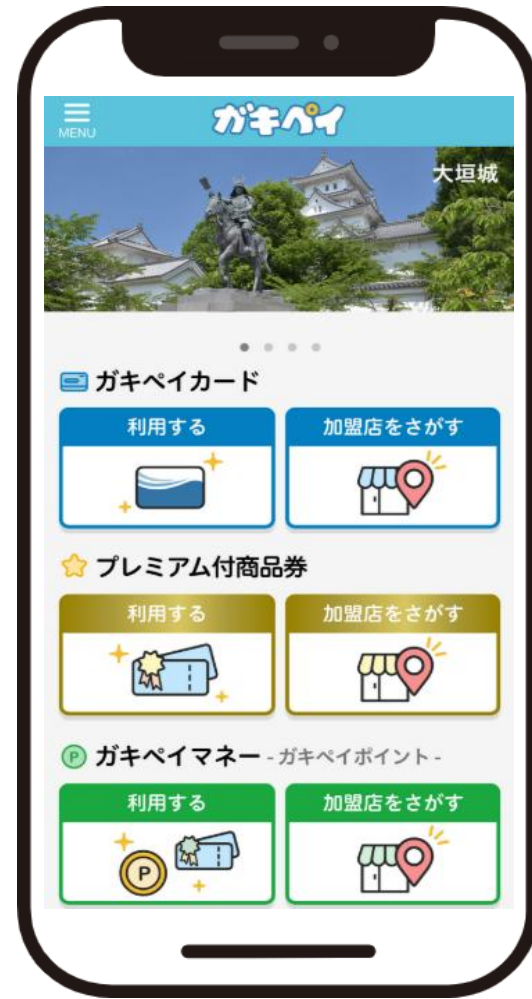 MENU
ガキペイ
大垣城
ガキペイカード
利用する
加盟店をさがす
プレミアム付商品券
利用する
加盟店をさがす
P ガキペイマネー - ガキペイポイント -
利用する
加盟店をさがす
P